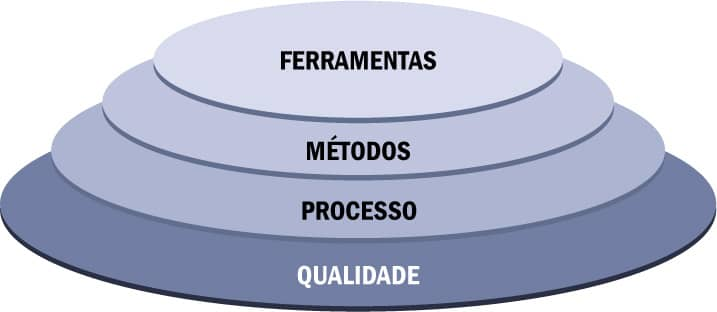 FERRAMENTAS
MÉTODOS
PROCESSO
QUALIDADE